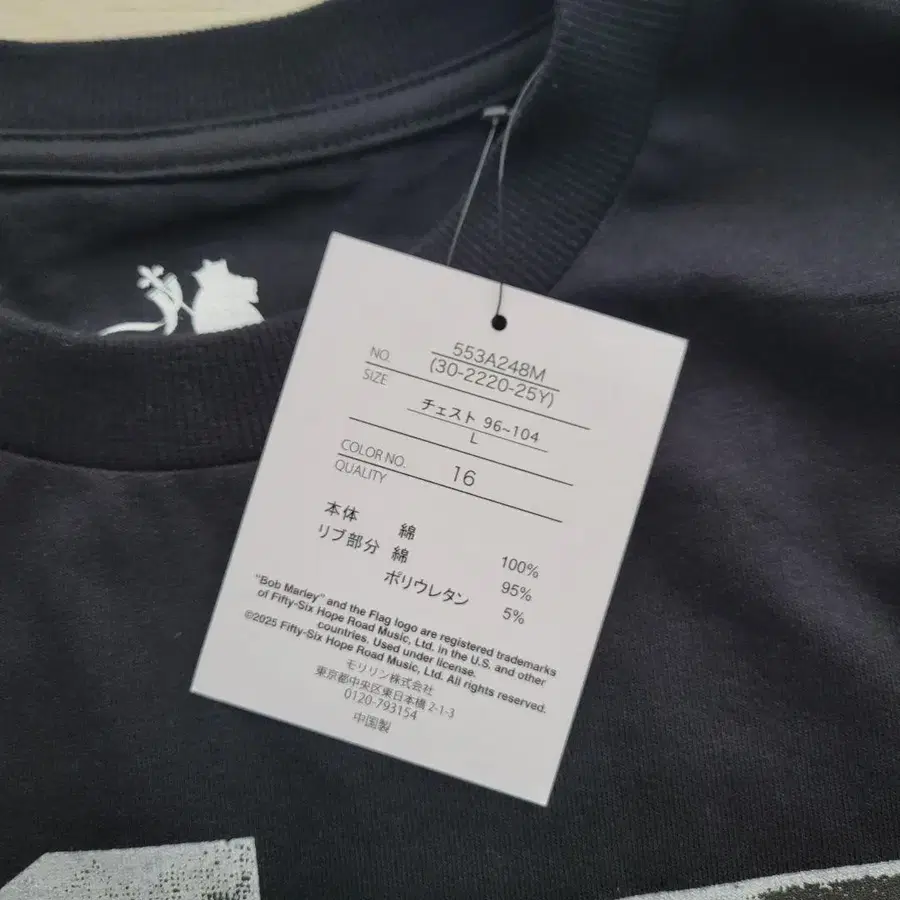 NO. 553A248M
(30-2220-25Y)
SIZE
チェスト 96~104
L
COLOR NO. 16
QUALITY
本体 綿 100%
リブ部分 綿 95%
ポリウレタン 5%
"Bob Marley" and the Flag logo are registered trademarks
of Fifty-Six Hope Road Music, Ltd. in the U.S. and other
countries. Used under license.
©2025 Fifty-Six Hope Road Music, Ltd. All rights reserved.
モリリン株式会社
東京都中央区東日本橋 2-1-3
0120-793154
中国製